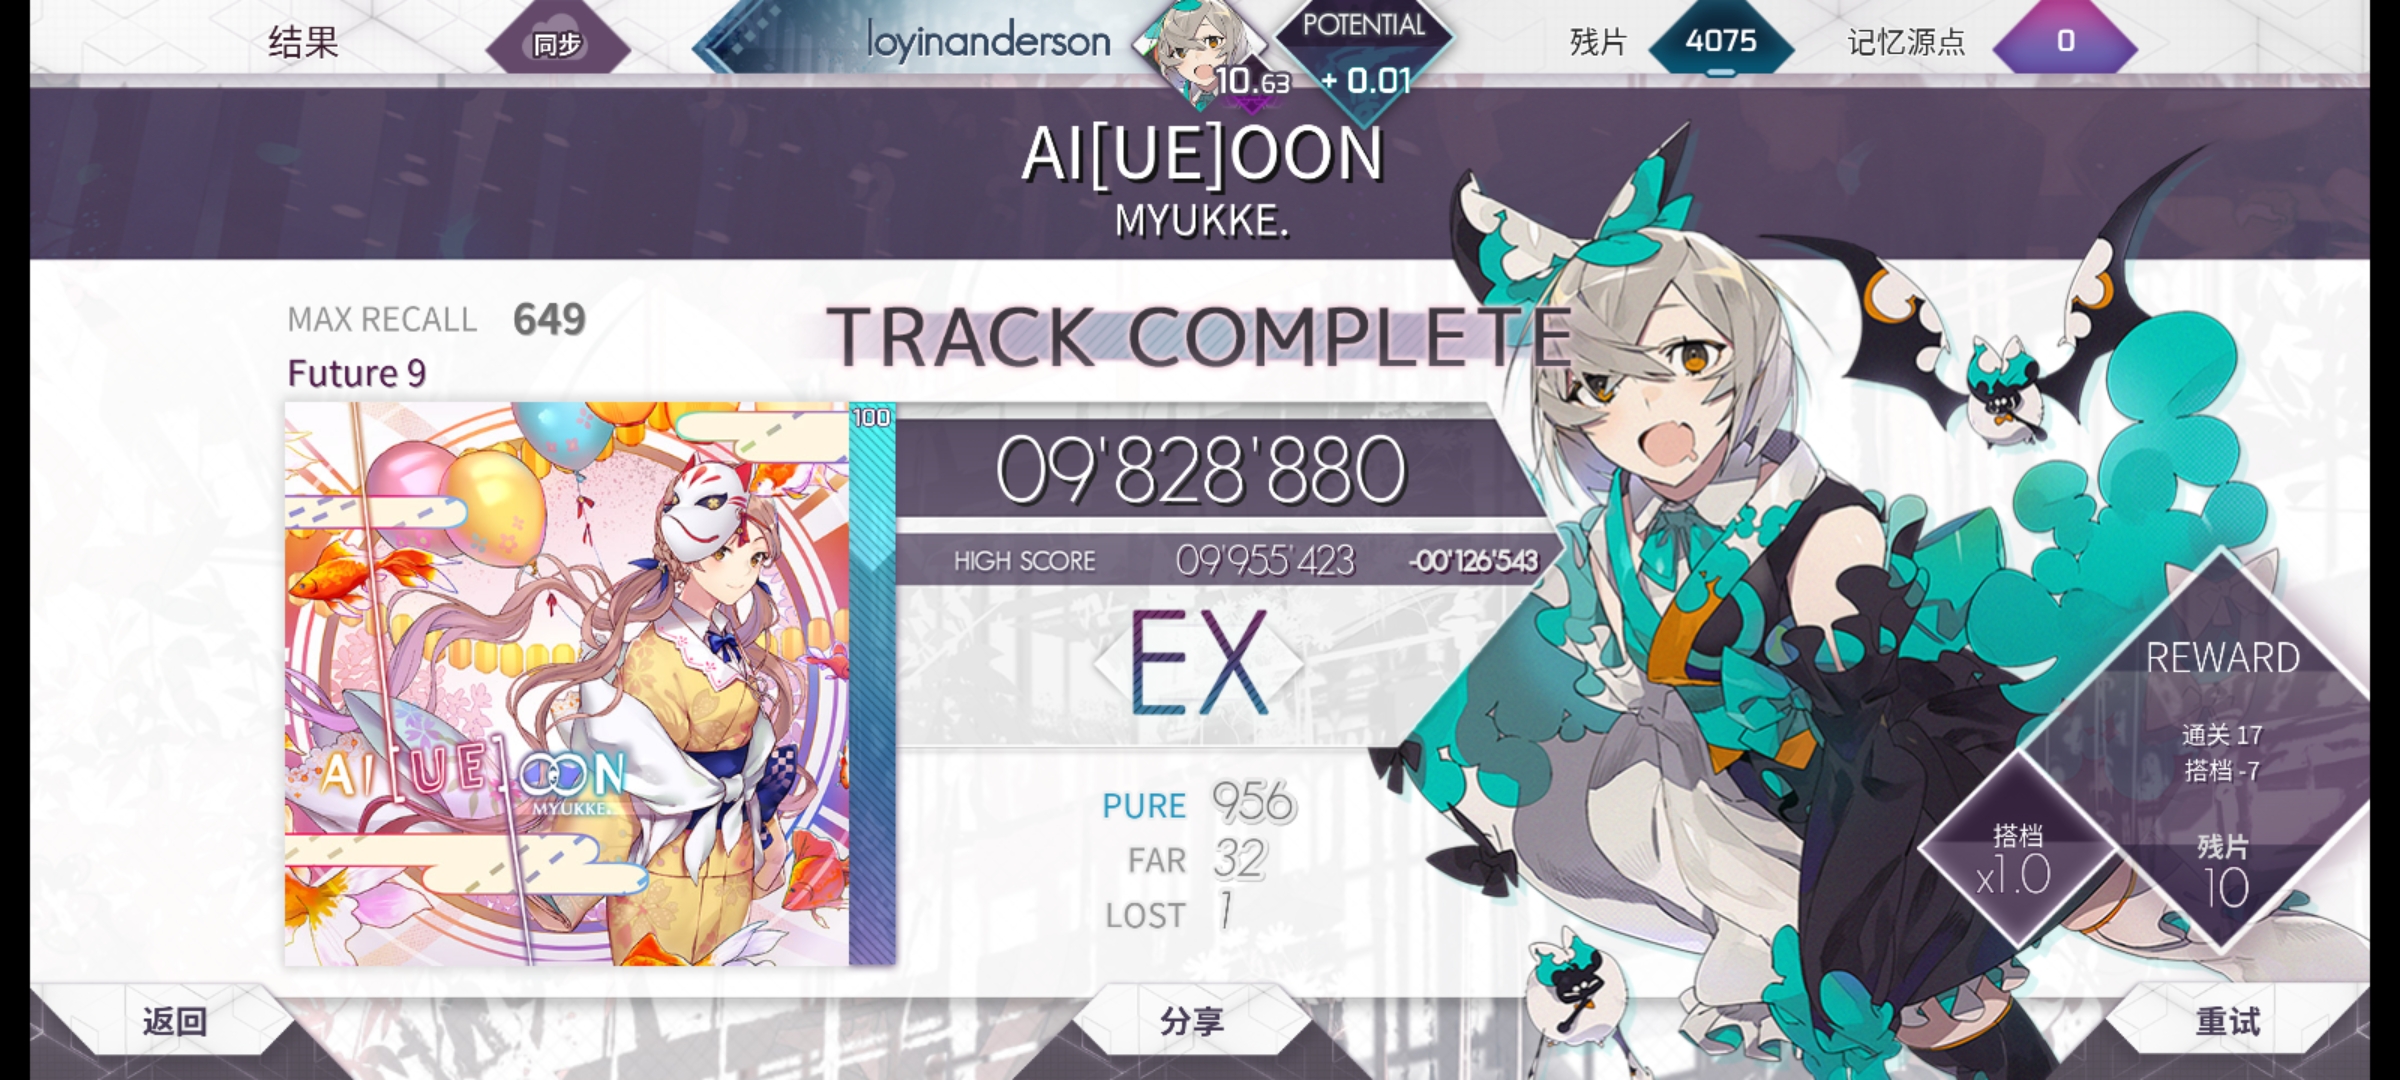 结果
同步
loyinanderson
10.63
POTENTIAL
+ 0.01
残片
4075
记忆源点
0
AI[UE]OON
MYUKKE.
MAX RECALL 649
Future 9
TRACK COMPLETE
100
09'828'880
HIGH SCORE 09'955'423 -00'126'543
EX
AI[UE]OON
MYUKKE.
PURE 956
FAR 32
LOST 1
REWARD
通关 17
搭档 -7
残片
10
搭档
x1.0
返回
分享
重试